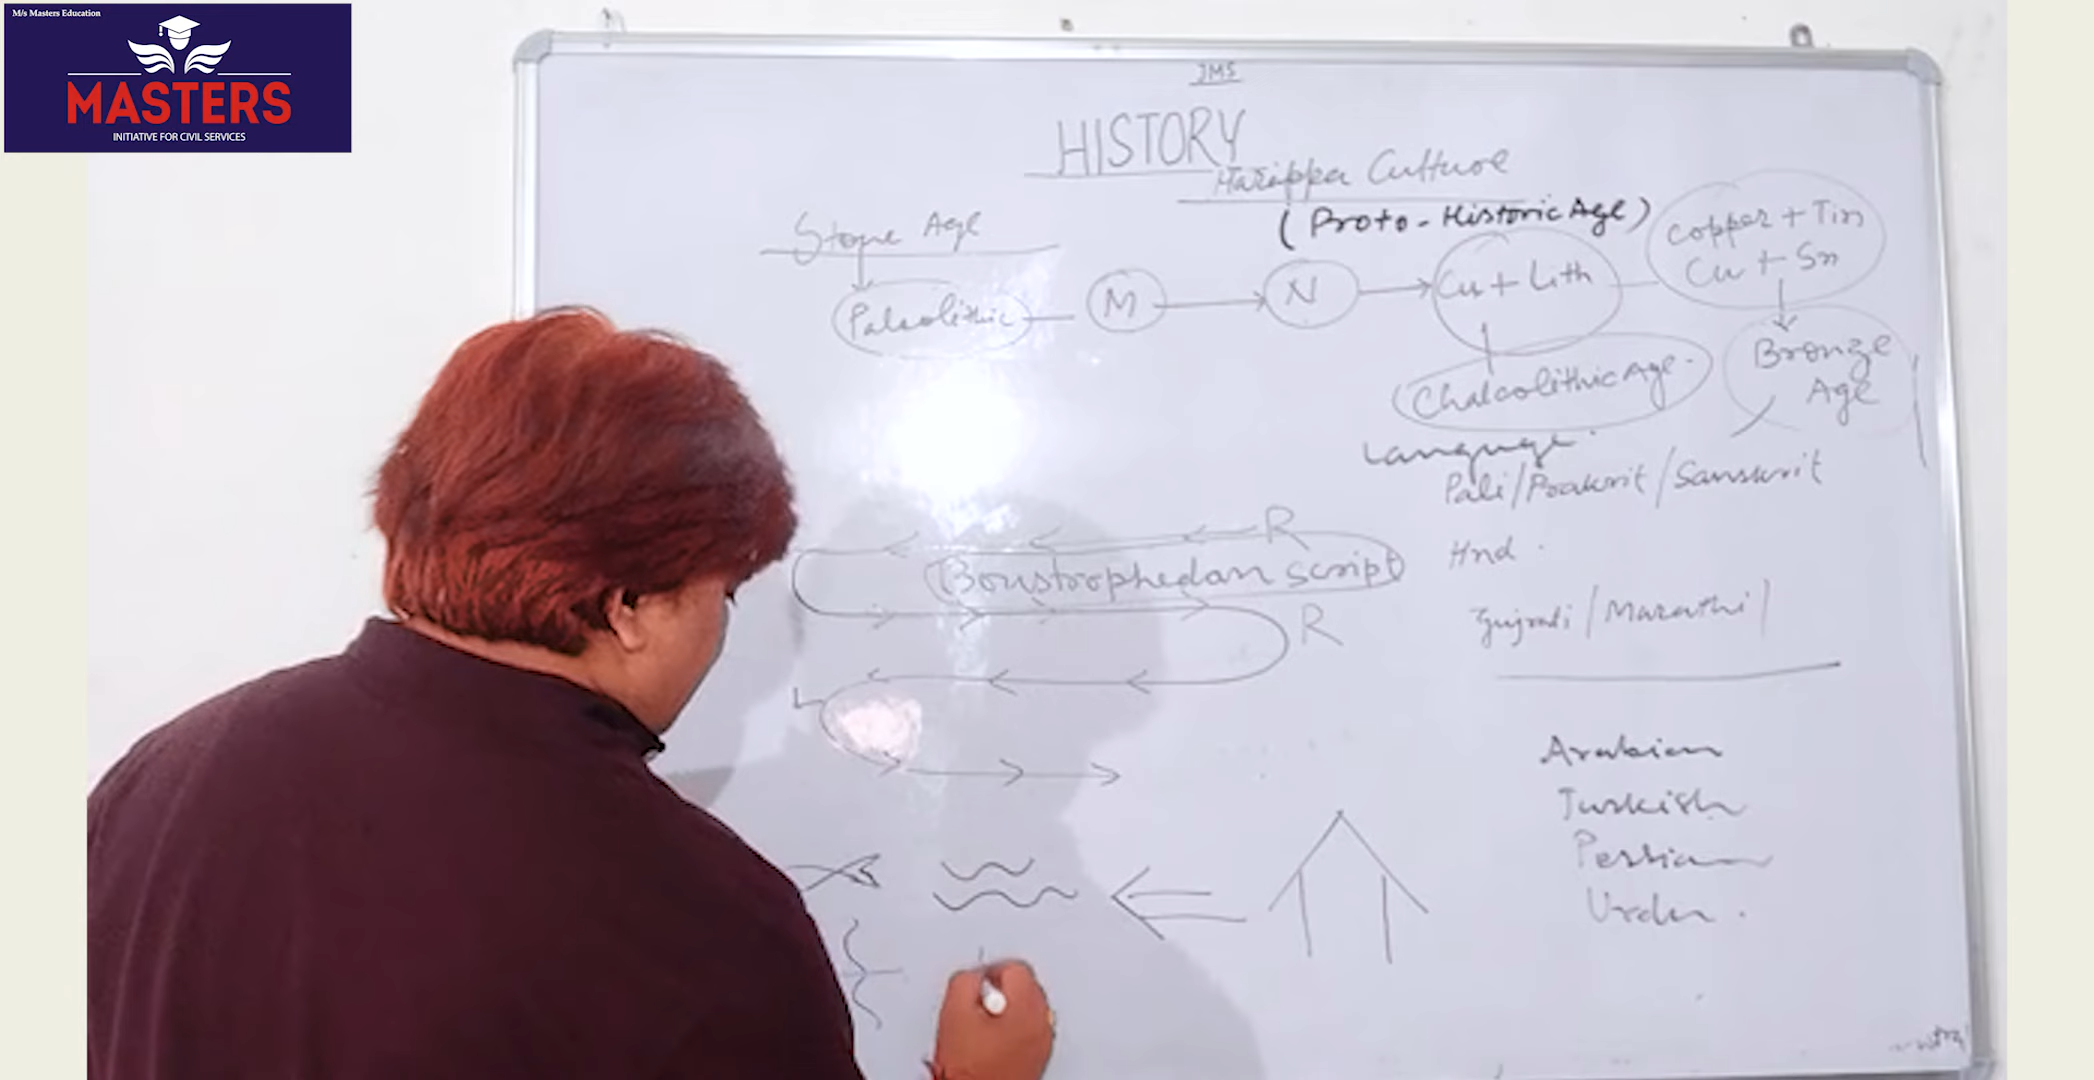 M/s Masters Education
MASTERS
INITIATIVE FOR CIVIL SERVICES
JMS
HISTORY
Harappa Culture
(Proto-Historic Age)
Stone Age
Copper + Tin
Cu + Sn
Palaolithic
M
N
Cu + Lith
Bronze
Age
Chalcolithic Age.
Language.
Pali/Prakrit/Sanskrit
R
Boustrophedan script
Hnd.
R
Gujrati/Marathi/
L
Arabian
Turkish
Persian
Urdu.